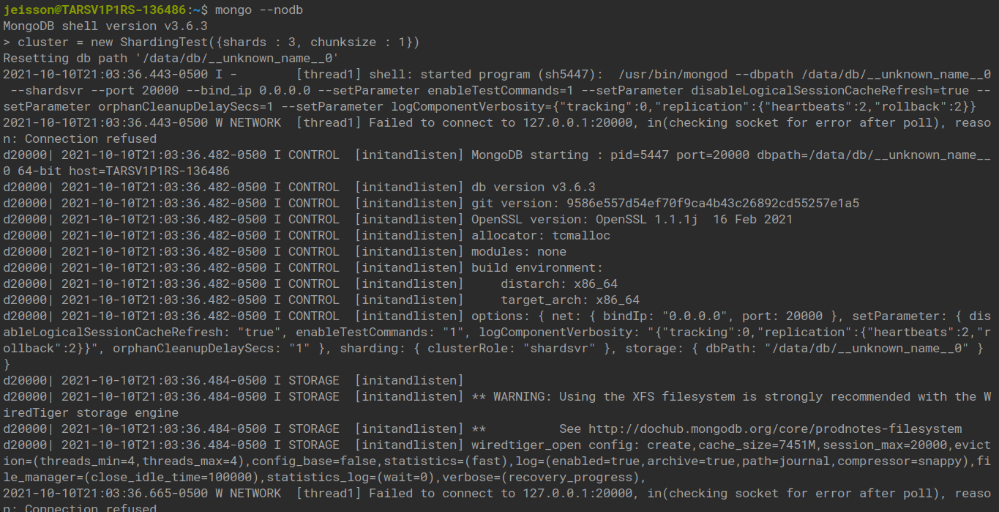 jeisson@TARSV1P1RS-136486:~$ mongo --nodb
MongoDB shell version v3.6.3
> cluster = new ShardingTest({shards : 3, chunksize : 1})
Resetting db path '/data/db/__unknown_name__0'
2021-10-10T21:03:36.443-0500 I -        [thread1] shell: started program (sh5447):  /usr/bin/mongod --dbpath /data/db/__unknown_name__0
 --shardsvr --port 20000 --bind_ip 0.0.0.0 --setParameter enableTestCommands=1 --setParameter disableLogicalSessionCacheRefresh=true --
setParameter orphanCleanupDelaySecs=1 --setParameter logComponentVerbosity={"tracking":0,"replication":{"heartbeats":2,"rollback":2}}
2021-10-10T21:03:36.443-0500 W NETWORK  [thread1] Failed to connect to 127.0.0.1:20000, in(checking socket for error after poll), reaso
n: Connection refused
d20000| 2021-10-10T21:03:36.482-0500 I CONTROL  [initandlisten] MongoDB starting : pid=5447 port=20000 dbpath=/data/db/__unknown_name__
0 64-bit host=TARSV1P1RS-136486
d20000| 2021-10-10T21:03:36.482-0500 I CONTROL  [initandlisten] db version v3.6.3
d20000| 2021-10-10T21:03:36.482-0500 I CONTROL  [initandlisten] git version: 9586e557d54ef70f9ca4b43c26892cd55257e1a5
d20000| 2021-10-10T21:03:36.482-0500 I CONTROL  [initandlisten] OpenSSL version: OpenSSL 1.1.1j  16 Feb 2021
d20000| 2021-10-10T21:03:36.482-0500 I CONTROL  [initandlisten] allocator: tcmalloc
d20000| 2021-10-10T21:03:36.482-0500 I CONTROL  [initandlisten] modules: none
d20000| 2021-10-10T21:03:36.482-0500 I CONTROL  [initandlisten] build environment:
d20000| 2021-10-10T21:03:36.482-0500 I CONTROL  [initandlisten]     distarch: x86_64
d20000| 2021-10-10T21:03:36.482-0500 I CONTROL  [initandlisten]     target_arch: x86_64
d20000| 2021-10-10T21:03:36.482-0500 I CONTROL  [initandlisten] options: { net: { bindIp: "0.0.0.0", port: 20000 }, setParameter: { dis
ableLogicalSessionCacheRefresh: "true", enableTestCommands: "1", logComponentVerbosity: "{"tracking":0,"replication":{"heartbeats":2,"r
ollback":2}}", orphanCleanupDelaySecs: "1" }, sharding: { clusterRole: "shardsvr" }, storage: { dbPath: "/data/db/__unknown_name__0" }
}
d20000| 2021-10-10T21:03:36.484-0500 I STORAGE  [initandlisten]
d20000| 2021-10-10T21:03:36.484-0500 I STORAGE  [initandlisten] ** WARNING: Using the XFS filesystem is strongly recommended with the W
iredTiger storage engine
d20000| 2021-10-10T21:03:36.484-0500 I STORAGE  [initandlisten] **          See http://dochub.mongodb.org/core/prodnotes-filesystem
d20000| 2021-10-10T21:03:36.484-0500 I STORAGE  [initandlisten] wiredtiger_open config: create,cache_size=7451M,session_max=20000,evict
ion=(threads_min=4,threads_max=4),config_base=false,statistics=(fast),log=(enabled=true,archive=true,path=journal,compressor=snappy),fi
le_manager=(close_idle_time=100000),statistics_log=(wait=0),verbose=(recovery_progress),
2021-10-10T21:03:36.665-0500 W NETWORK  [thread1] Failed to connect to 127.0.0.1:20000, in(checking socket for error after poll), reaso
n: Connection refused